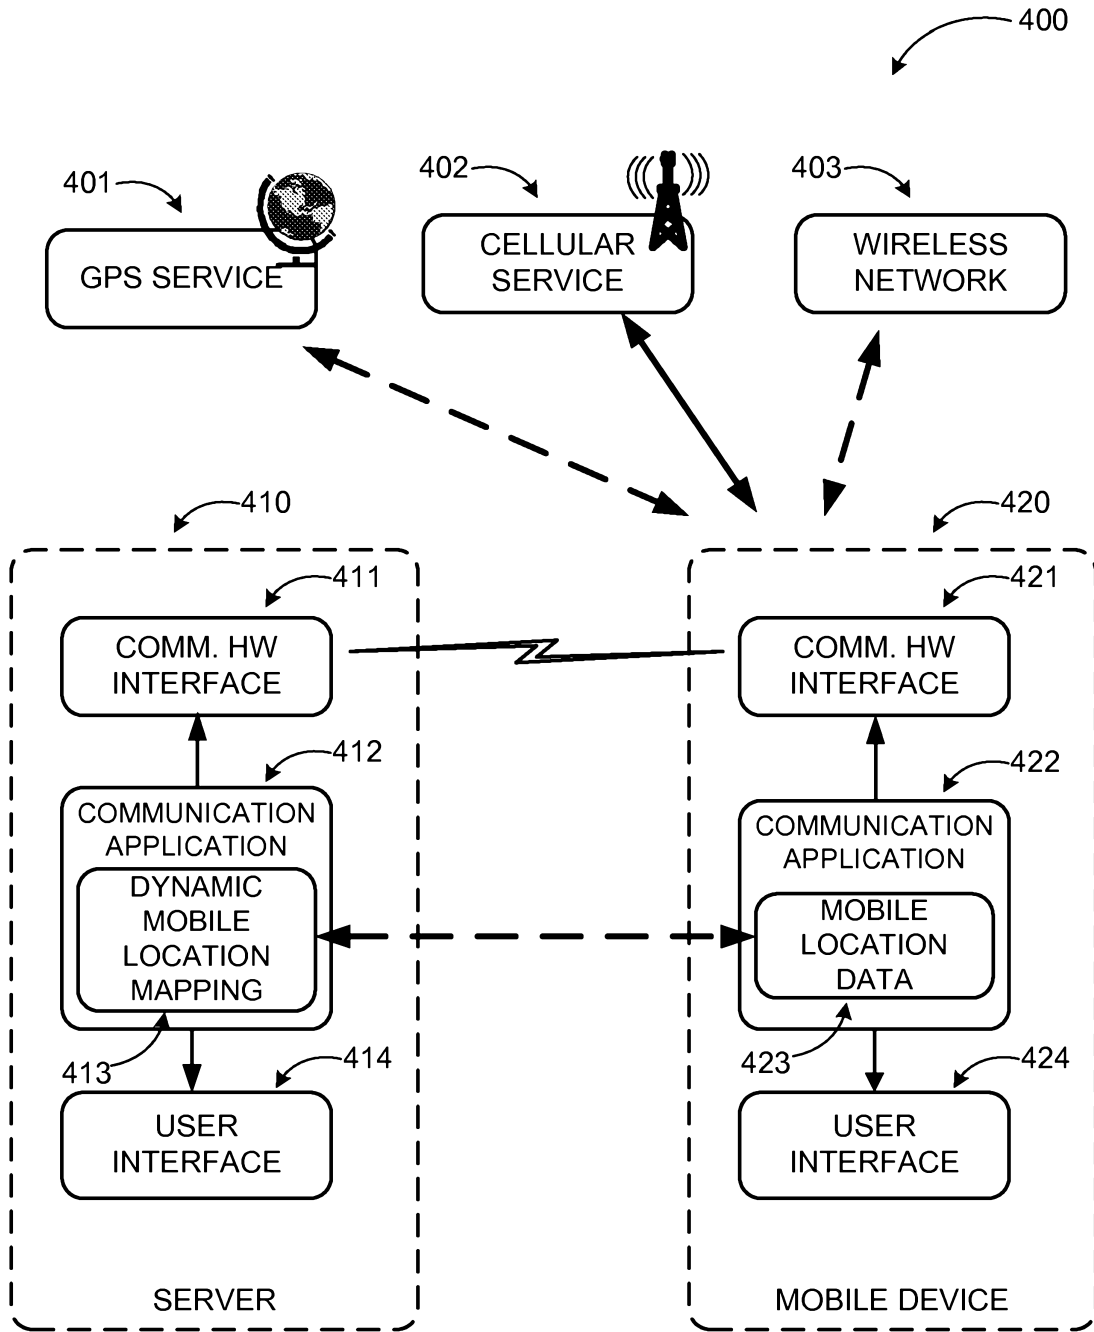 400
401
GPS SERVICE
402
CELLULAR
SERVICE
403
WIRELESS
NETWORK
410
420
411
COMM. HW
INTERFACE
421
COMM. HW
INTERFACE
412
COMMUNICATION
APPLICATION
DYNAMIC
MOBILE
LOCATION
MAPPING
413
414
USER
INTERFACE
SERVER
422
COMMUNICATION
APPLICATION
MOBILE
LOCATION
DATA
423
424
USER
INTERFACE
MOBILE DEVICE